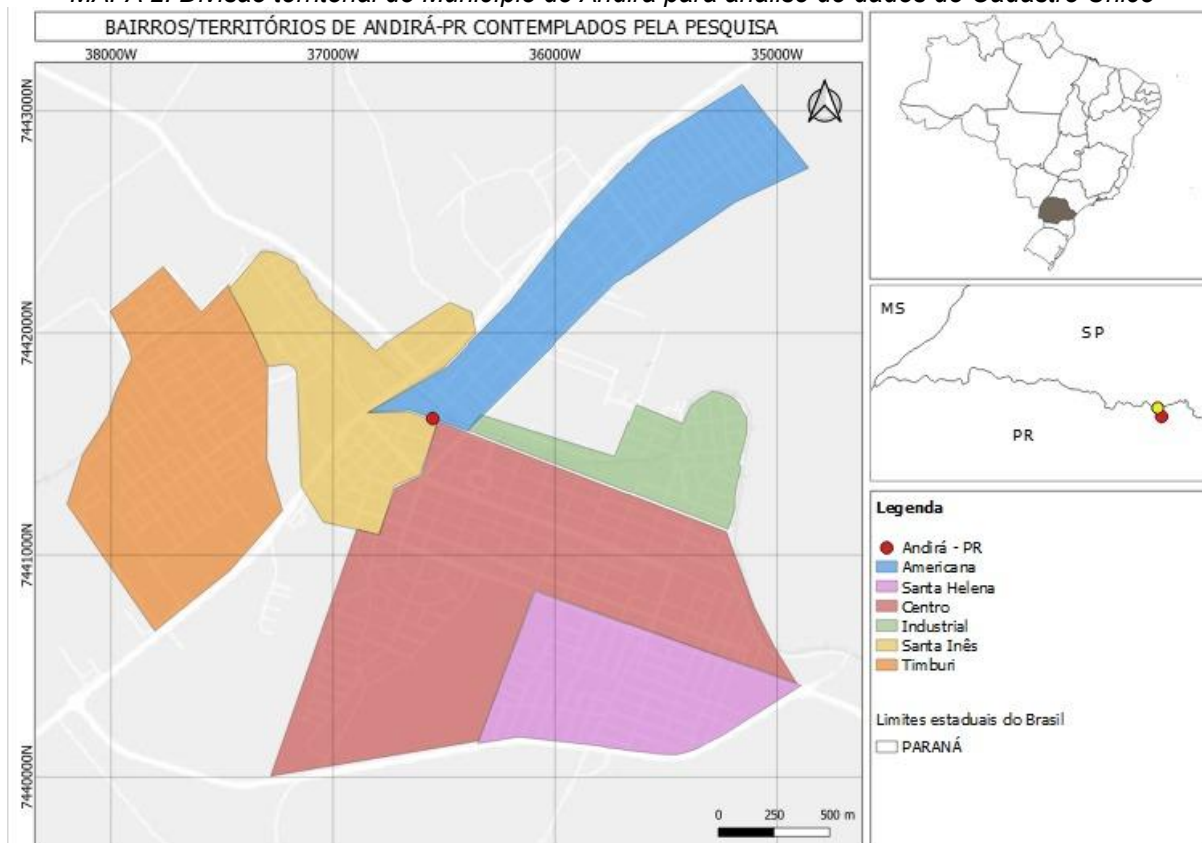 MAPA 2: Divisão territorial do Município de Andirá para análise de dados do Cadastro Único
BAIRROS/TERRITÓRIOS DE ANDIRÁ-PR CONTEMPLADOS PELA PESQUISA
38000W 37000W 36000W 35000W
7443000N
7442000N
7441000N
7440000N
0 250 500 m
MS
SP
PR
Legenda
Andirá - PR
Americana
Santa Helena
Centro
Industrial
Santa Inês
Timburi
Limites estaduais do Brasil
PARANÁ